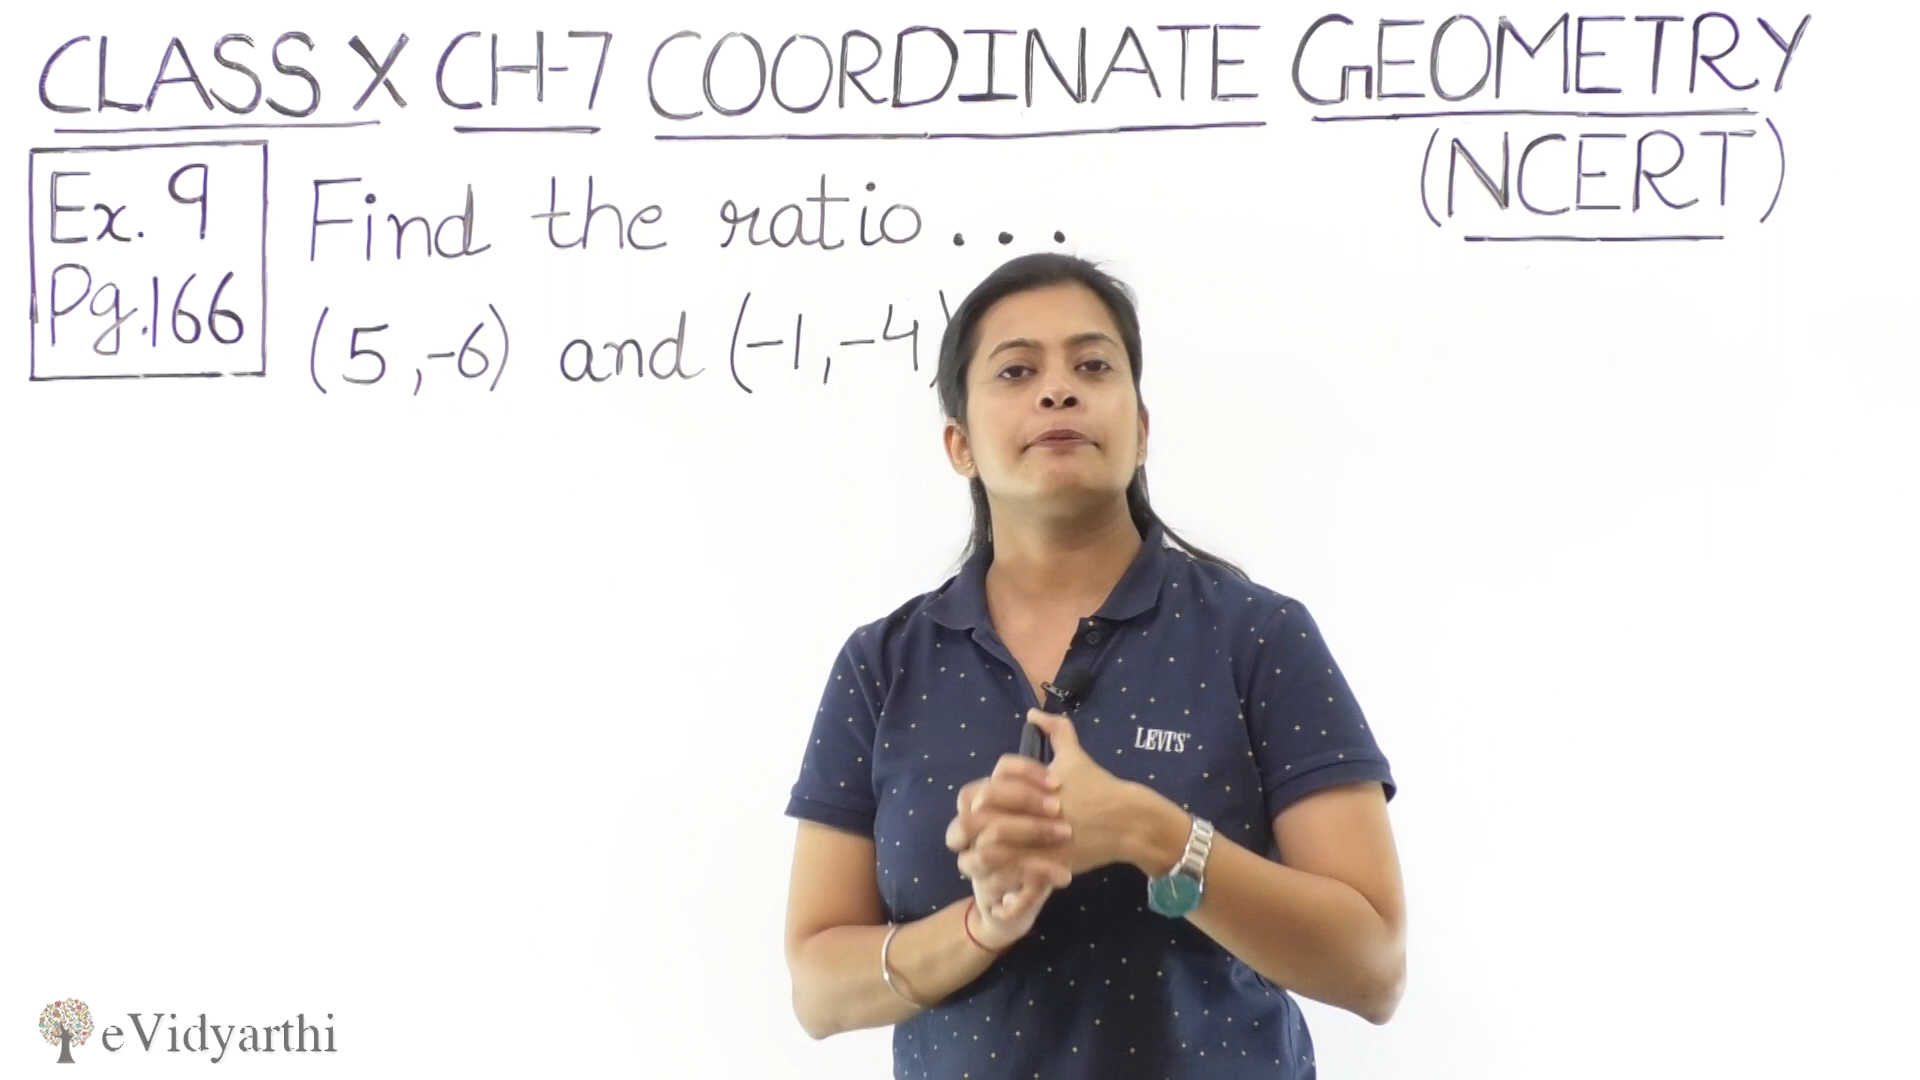 CLASS X CH-7 COORDINATE GEOMETRY
(NCERT)
Ex. 9
Pg.166
Find the ratio...
(5,-6) and (-1,-4)
LEVI'S
eVidyarthi